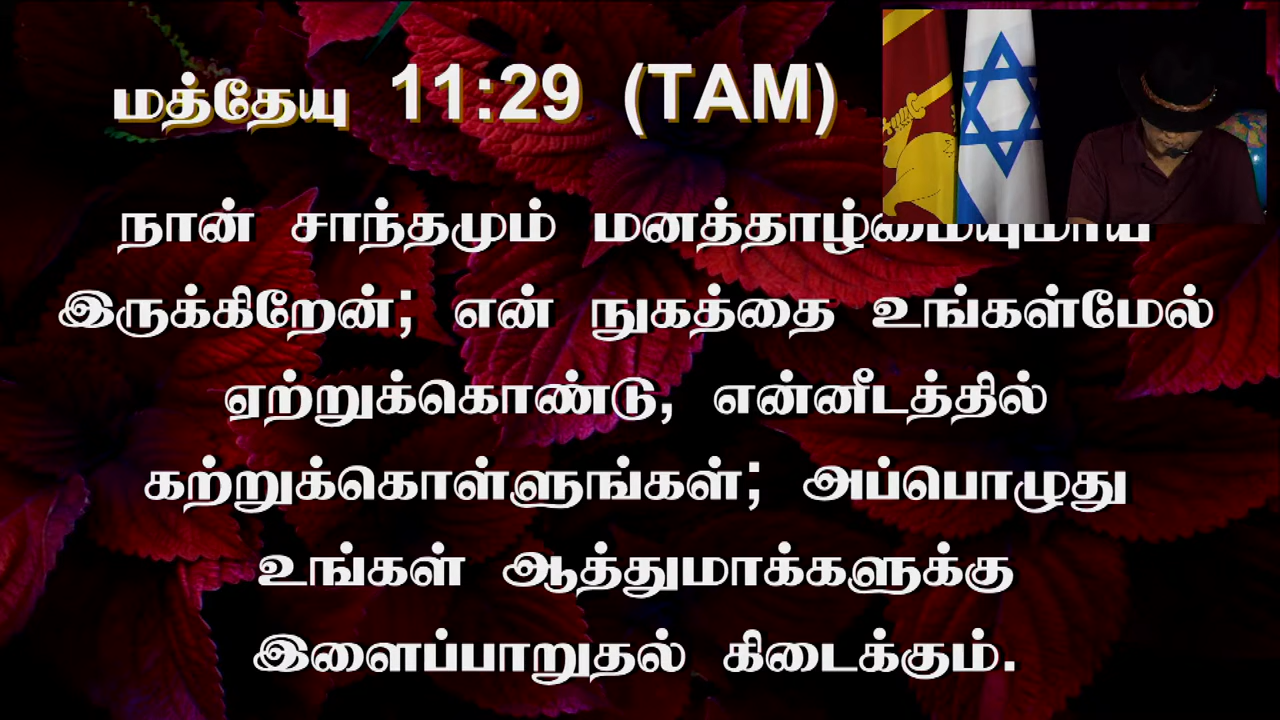 மத்தேயு 11:29 (TAM)
நான் சாந்தமும் மனத்தாழ்மையுமாய்
இருக்கிறேன்; என் நுகத்தை உங்கள்மேல்
ஏற்றுக்கொண்டு, என்னிடத்தில்
கற்றுக்கொள்ளுங்கள்; அப்பொழுது
உங்கள் ஆத்துமாக்களுக்கு
இளைப்பாறுதல் கிடைக்கும்.